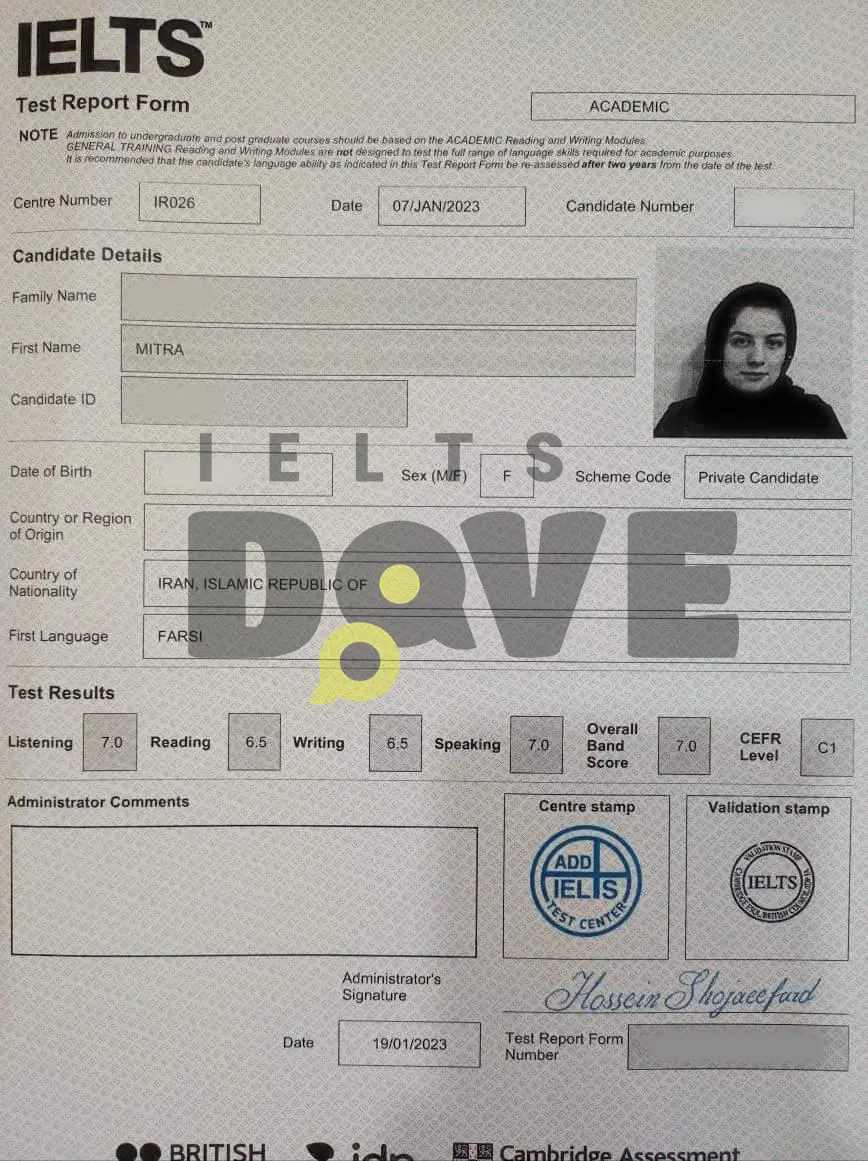 IELTS™
Test Report Form
ACADEMIC
NOTE Admission to undergraduate and post graduate courses should be based on the ACADEMIC Reading and Writing Modules.
GENERAL TRAINING Reading and Writing Modules are not designed to test the full range of language skills required for academic purposes.
It is recommended that the candidate's language ability as indicated in this Test Report Form be re-assessed after two years from the date of the test.
Centre Number IR026 Date 07/JAN/2023 Candidate Number
Candidate Details
Family Name
First Name MITRA
Candidate ID
IELTS
Date of Birth Sex (M/F) F Scheme Code Private Candidate
Country or Region
of Origin
DAVE
Country of
Nationality IRAN, ISLAMIC REPUBLIC OF
First Language FARSI
Test Results
Listening 7.0 Reading 6.5 Writing 6.5 Speaking 7.0 Overall Band Score 7.0 CEFR Level C1
Administrator Comments
Centre stamp
Validation stamp
ADD
IELTS
TEST CENTER
VALIDATION STAMP
IELTS
Administrator's
Signature
Hossein Shojaeefard
Date 19/01/2023
Test Report Form
Number
BRITISH idp Cambridge Assessment